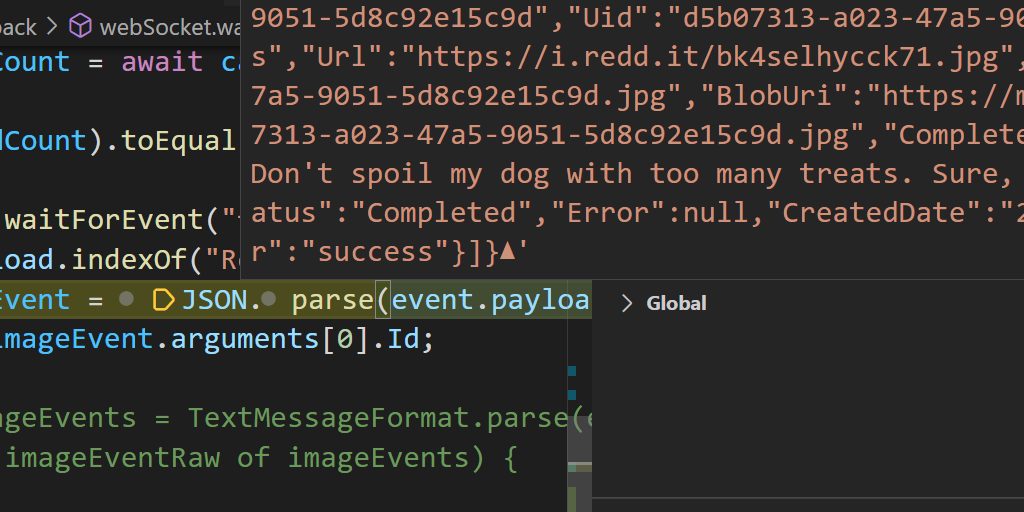 ack > webSocket.wa
9051-5d8c92e15c9d","Uid":"d5b07313-a023-47a5-90
s","Url":"https://i.redd.it/bk4selhycck71.jpg",
7a5-9051-5d8c92e15c9d.jpg","BlobUri":"https://m
7313-a023-47a5-9051-5d8c92e15c9d.jpg","Complete
Don't spoil my dog with too many treats. Sure,
atus":"Completed","Error":null,"CreatedDate":"2
r":"success"}]}▲'
Count = await ca
dCount).toEqual
waitForEvent("
load.indexOf("Re
Event = JSON. parse(event.payloa
imageEvent.arguments[0].Id;
ageEvents = TextMessageFormat.parse(e
imageEventRaw of imageEvents) {
> Global